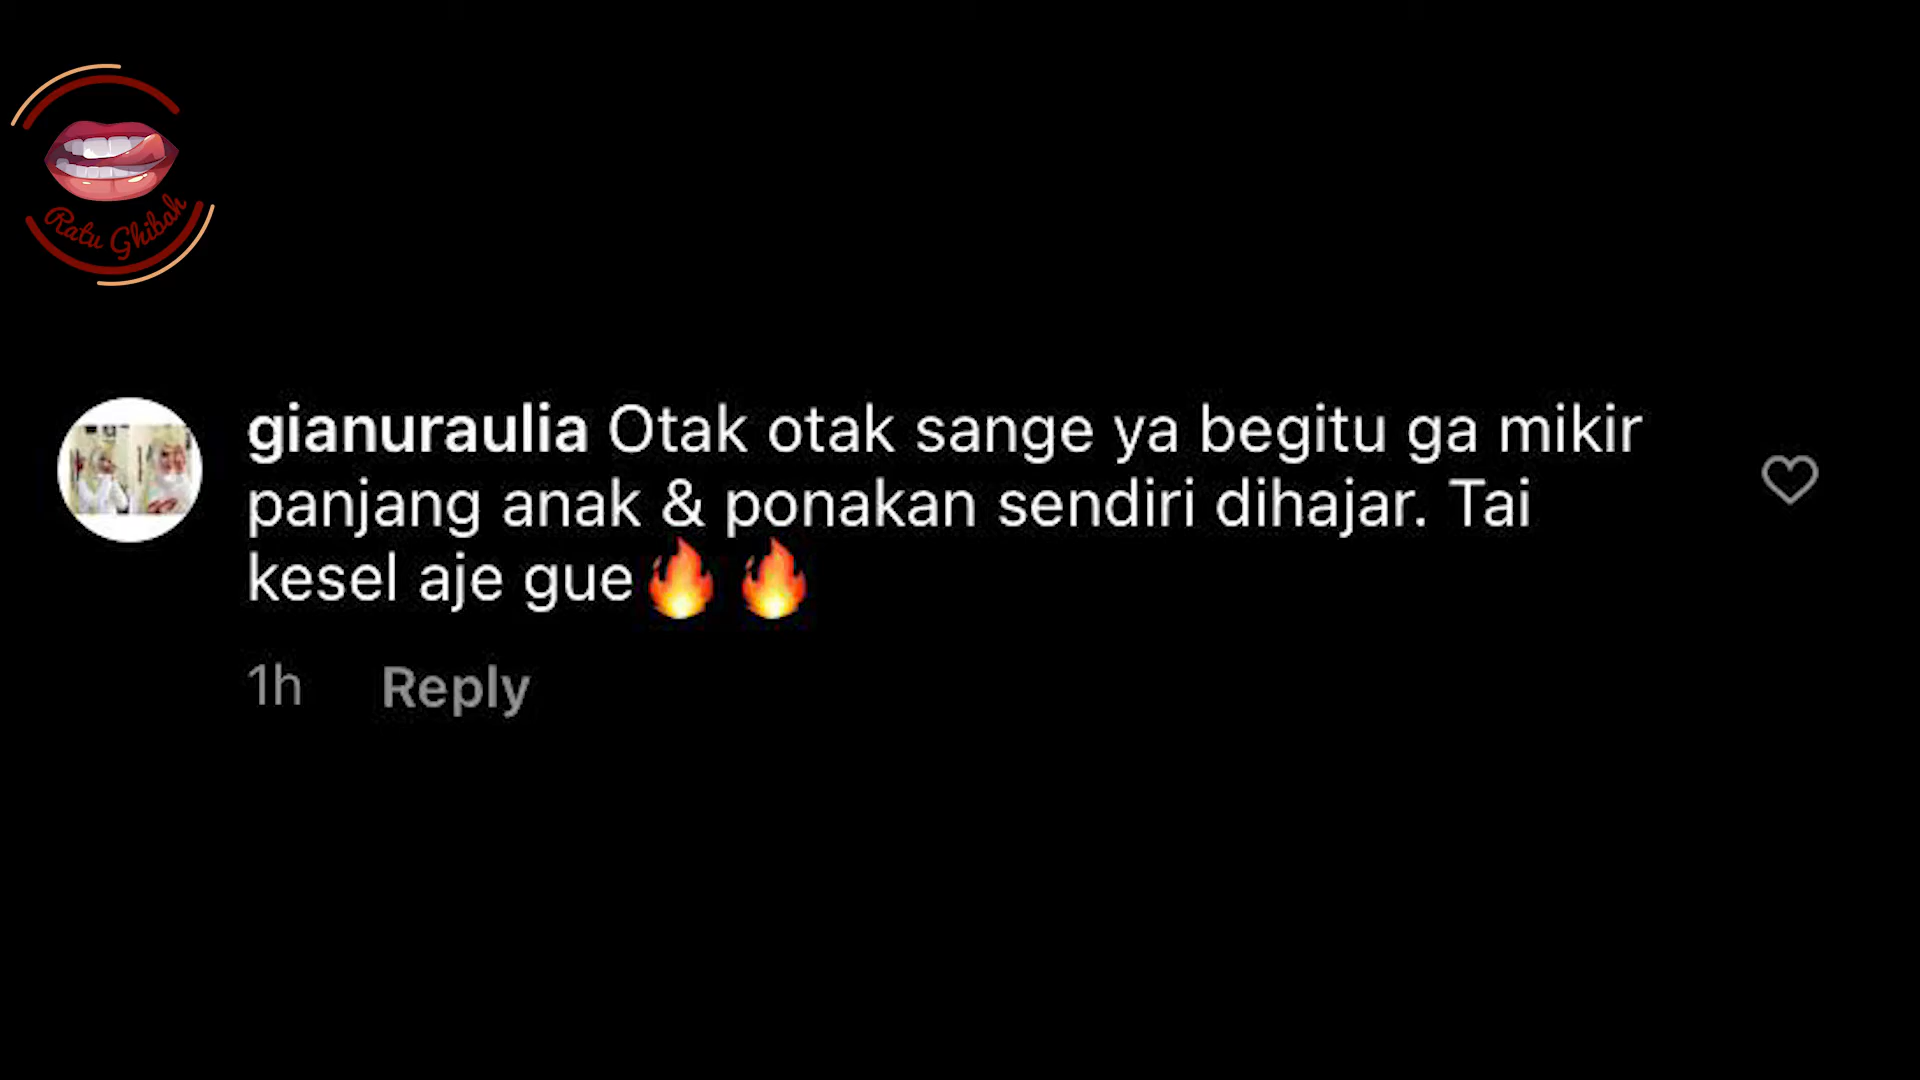 Ratu Ghibah
gianuraulia Otak otak sange ya begitu ga mikir
panjang anak & ponakan sendiri dihajar. Tai
kesel aje gue🔥 🔥
1h Reply